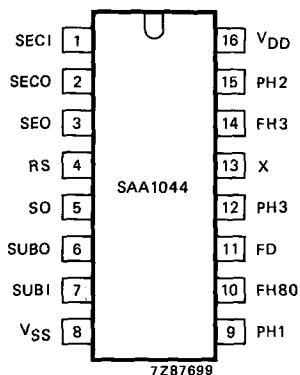 SECI 1 16 VDD
SECO 2 15 PH2
SEO 3 14 FH3
RS 4 13 X
SAA1044
SO 5 12 PH3
SUBO 6 11 FD
SUBI 7 10 FH80
VSS 8 9 PH1
7Z87699